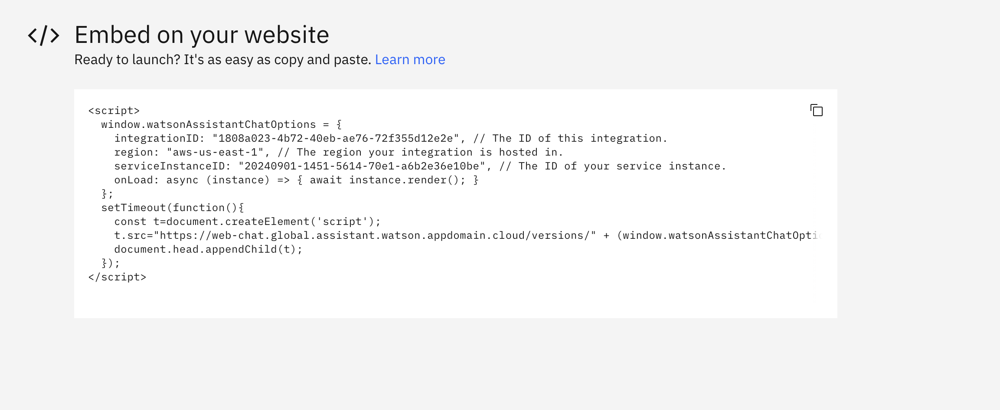 </> Embed on your website
Ready to launch? It's as easy as copy and paste. Learn more
<script>
  window.watsonAssistantChatOptions = {
    integrationID: "1808a023-4b72-40eb-ae76-72f355d12e2e", // The ID of this integration.
    region: "aws-us-east-1", // The region your integration is hosted in.
    serviceInstanceID: "20240901-1451-5614-70e1-a6b2e36e10be", // The ID of your service instance.
    onLoad: async (instance) => { await instance.render(); }
  };
  setTimeout(function(){
    const t=document.createElement('script');
    t.src="https://web-chat.global.assistant.watson.appdomain.cloud/versions/" + (window.watsonAssistantChatOpti
    document.head.appendChild(t);
  });
</script>